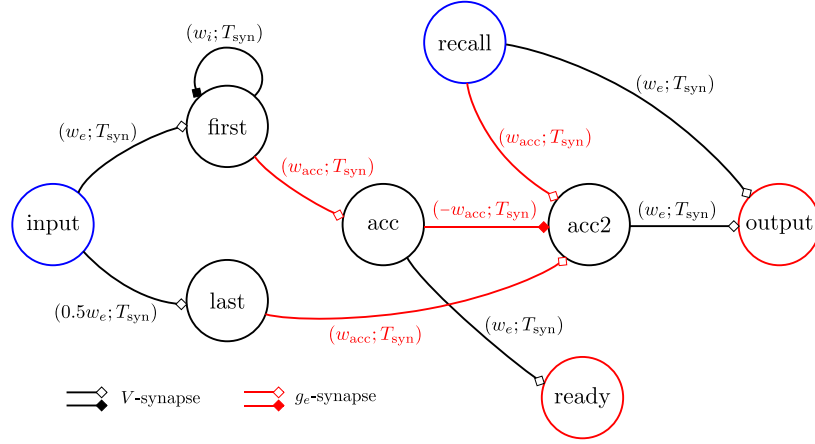 (w_i; T_syn)
recall
(w_e; T_syn)
first
(w_e; T_syn)
(w_acc; T_syn)
(w_acc; T_syn)
input
acc
(-w_acc; T_syn)
acc2
(w_e; T_syn)
output
last
(0.5w_e; T_syn)
(w_acc; T_syn)
(w_e; T_syn)
V-synapse
g_e-synapse
ready